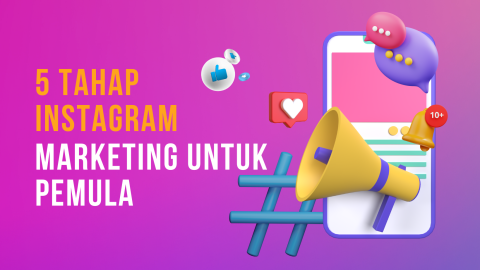 5 TAHAP
INSTAGRAM
MARKETING UNTUK
PEMULA
10+